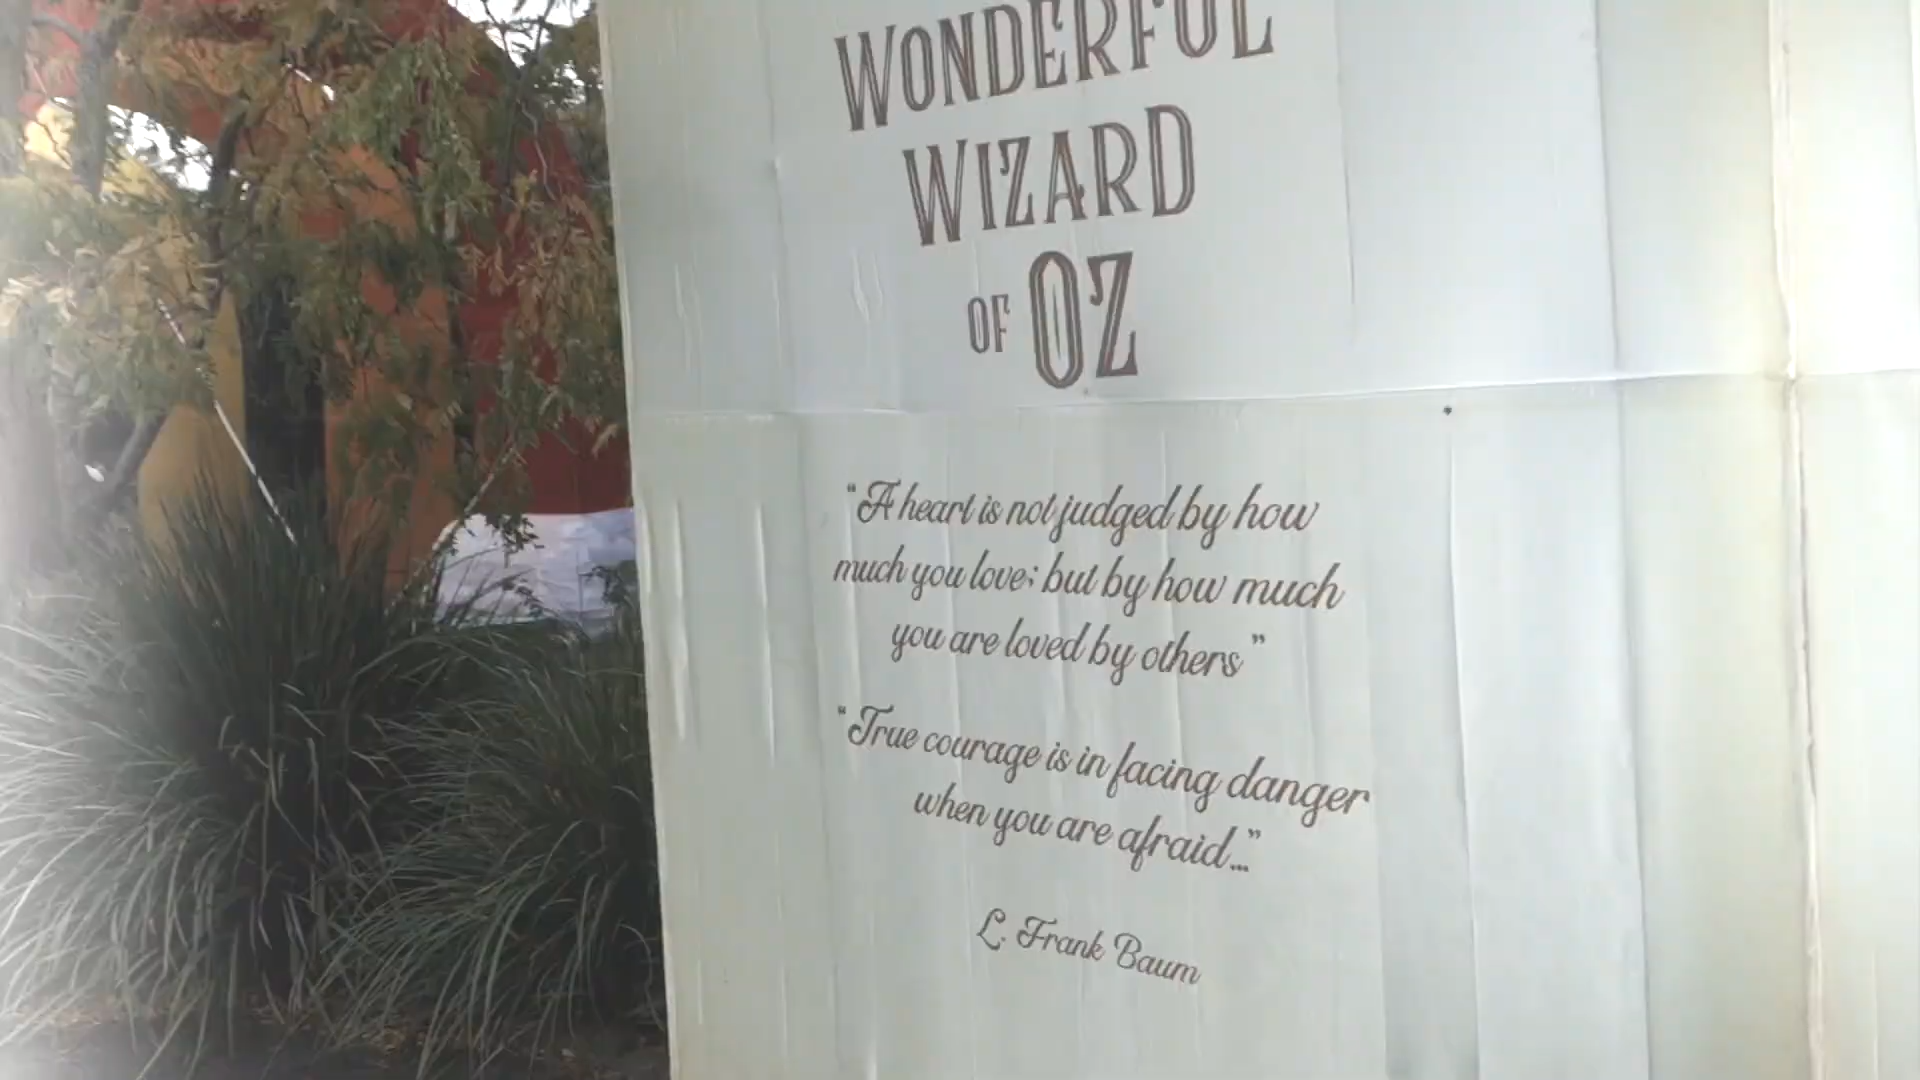 WONDERFUL
WIZARD
OF OZ
“A heart is not judged by how
much you love; but by how much
you are loved by others”
“True courage is in facing danger
when you are afraid...”
L. Frank Baum